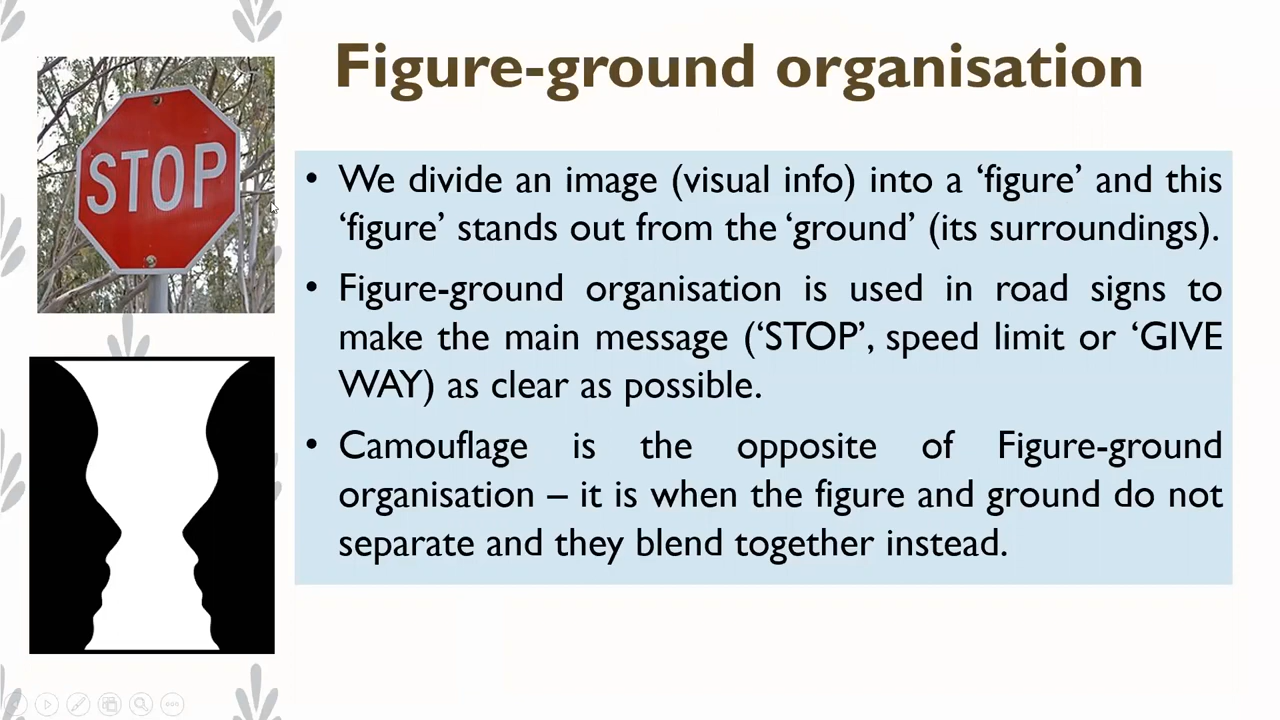 Figure-ground organisation
STOP
• We divide an image (visual info) into a ‘figure’ and this
‘figure’ stands out from the ‘ground’ (its surroundings).
• Figure-ground organisation is used in road signs to
make the main message (‘STOP’, speed limit or ‘GIVE
WAY) as clear as possible.
• Camouflage is the opposite of Figure-ground
organisation – it is when the figure and ground do not
separate and they blend together instead.